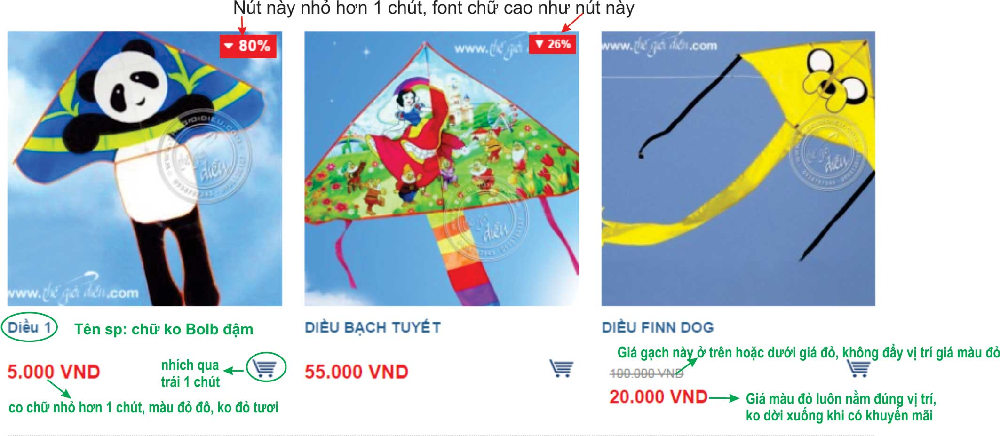 Nút này nhỏ hơn 1 chút, font chữ cao như nút này
80%
www.thế giới diều.com
26%
www.thế giới diều.com
www.thế giới diều.com
Diều 1
Tên sp: chữ ko Bolb đậm
DIỀU BẠCH TUYẾT
DIỀU FINN DOG
Giá gạch này ở trên hoặc dưới giá đỏ, không đẩy vị trí giá màu đỏ
nhích qua
trái 1 chút
5.000 VND
55.000 VND
100.000 VND
20.000 VND
co chữ nhỏ hơn 1 chút, màu đỏ đô, ko đỏ tươi
Giá màu đỏ luôn nằm đúng vị trí,
ko dời xuống khi có khuyến mãi